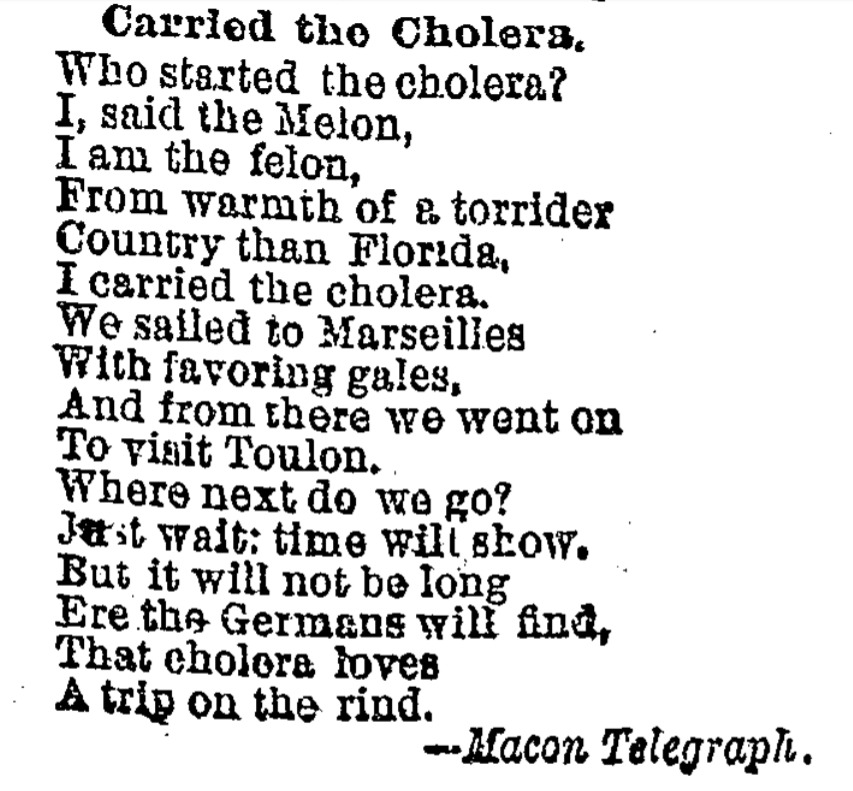 Carried the Cholera.
Who started the cholera?
I, said the Melon,
I am the felon,
From warmth of a torrider
Country than Florida,
I carried the cholera.
We sailed to Marseilles
With favoring gales,
And from there we went on
To visit Toulon.
Where next do we go?
Just wait: time will show.
But it will not be long
Ere the Germans will find,
That cholera loves
A trip on the rind.
—Macon Telegraph.